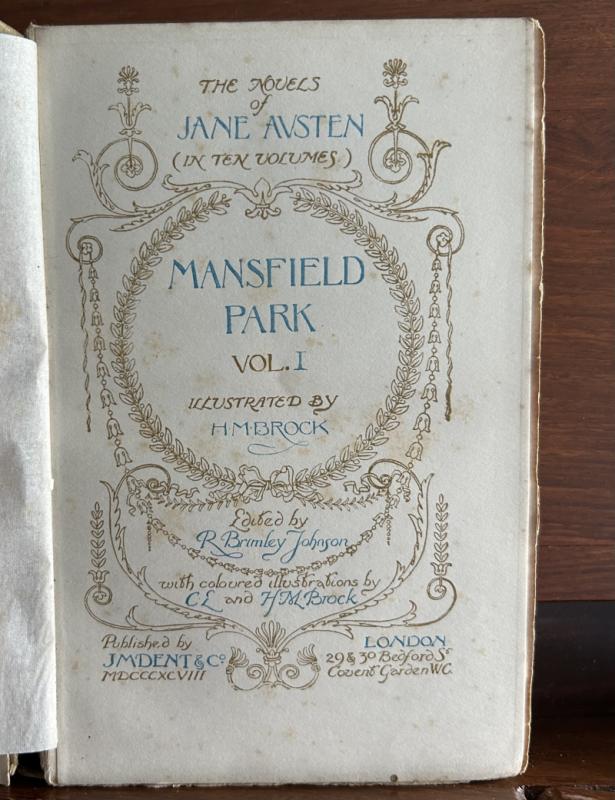 THE NOVELS
of
JANE AVSTEN
(IN TEN VOLUMES)
MANSFIELD
PARK
VOL. I
ILLUSTRATED BY
H·M·BROCK
Edited by
R. Brimley Johnson
with coloured illustrations by
C E and H M Brock
Published by
J·M·DENT & Co
MDCCCXCVIII
LONDON
29 & 30 Bedford St
Covent Garden W.C.